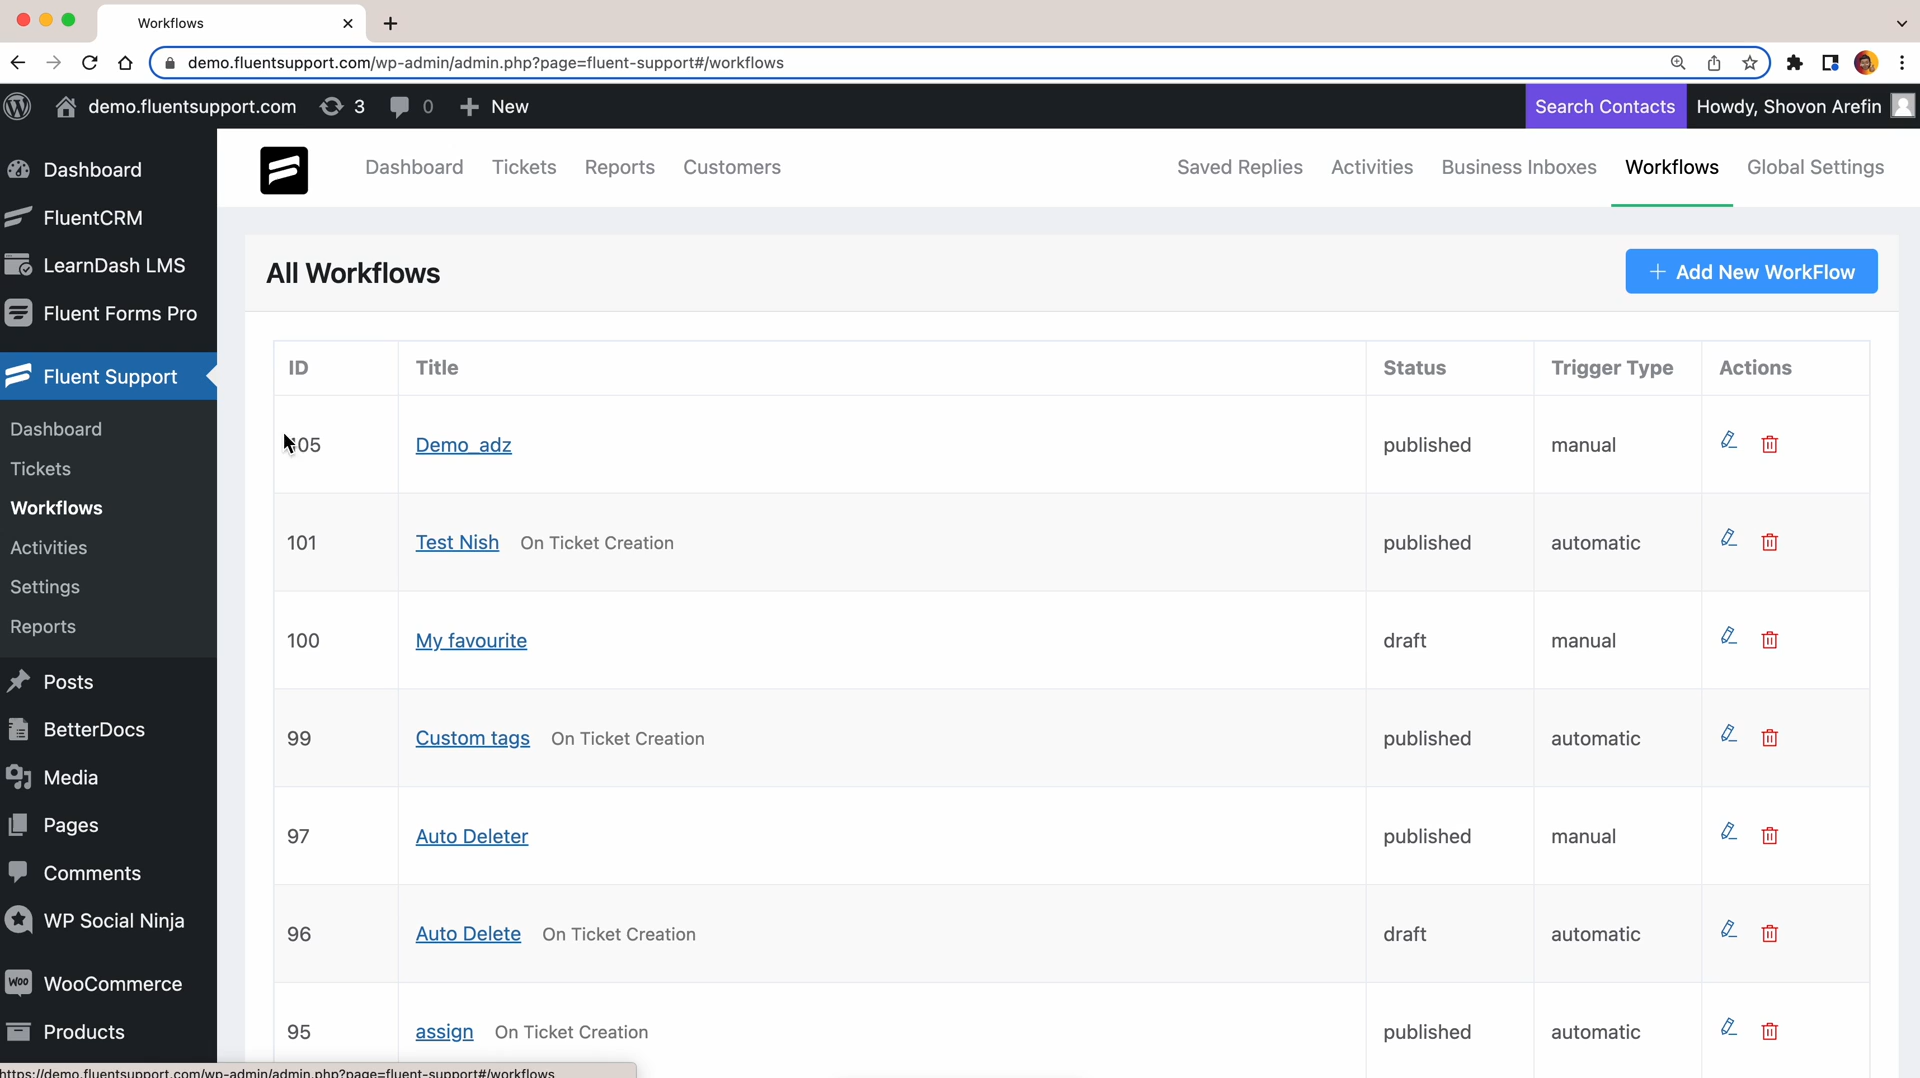 Workflows
demo.fluentsupport.com/wp-admin/admin.php?page=fluent-support#/workflows
demo.fluentsupport.com 3 0 New Search Contacts Howdy, Shovon Arefin
Dashboard
FluentCRM
LearnDash LMS
Fluent Forms Pro
Fluent Support
Dashboard
Tickets
Workflows
Activities
Settings
Reports
Posts
BetterDocs
Media
Pages
Comments
WP Social Ninja
Woo WooCommerce
Products
Dashboard Tickets Reports Customers Saved Replies Activities Business Inboxes Workflows Global Settings
All Workflows + Add New WorkFlow
ID Title Status Trigger Type Actions
105 Demo_adz published manual
101 Test Nish On Ticket Creation published automatic
100 My favourite draft manual
99 Custom tags On Ticket Creation published automatic
97 Auto Deleter published manual
96 Auto Delete On Ticket Creation draft automatic
95 assign On Ticket Creation published automatic
https://demo.fluentsupport.com/wp-admin/admin.php?page=fluent-support#/workflows